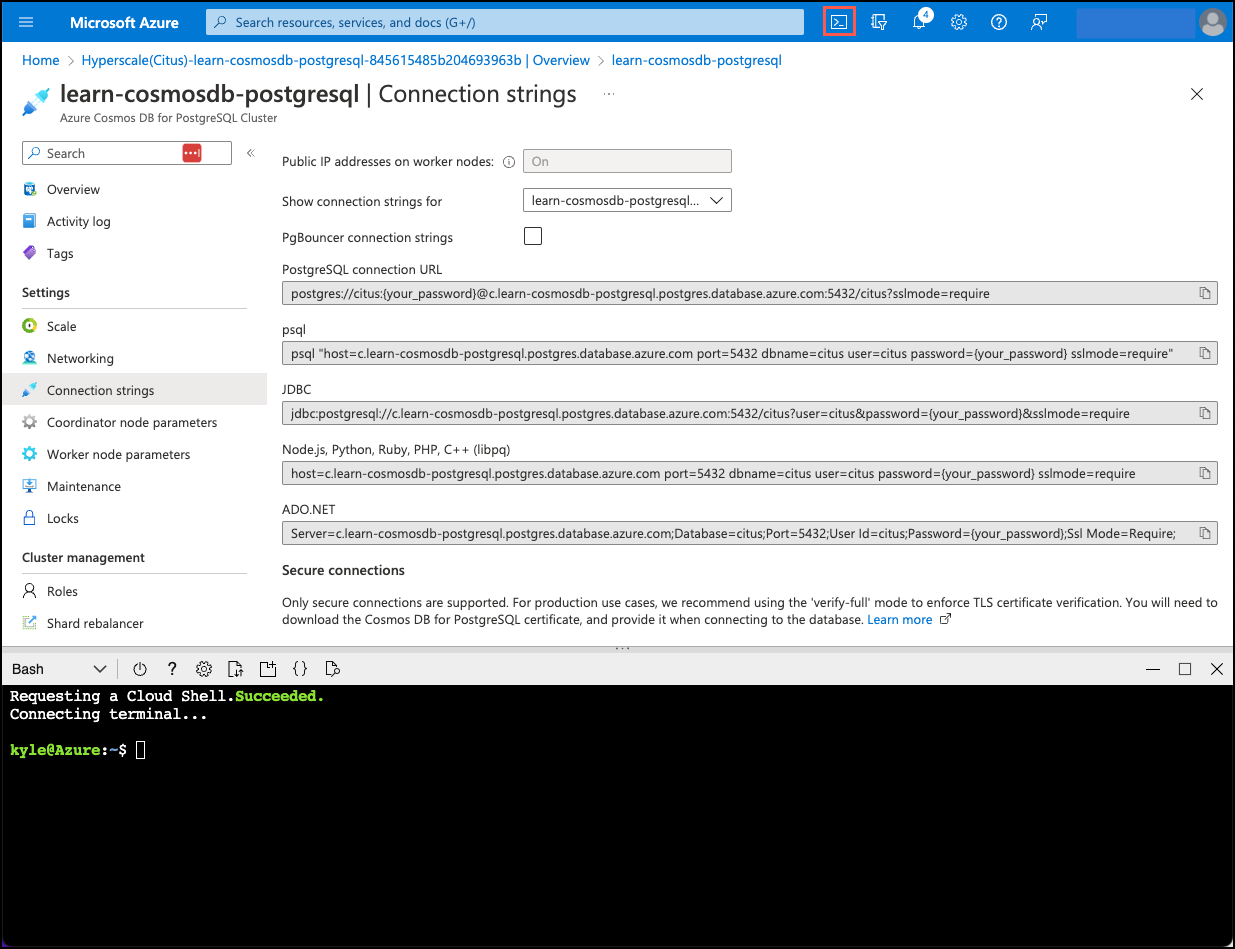 Microsoft Azure
Search resources, services, and docs (G+/)
4
Home > Hyperscale(Citus)-learn-cosmosdb-postgresql-845615485b204693963b | Overview > learn-cosmosdb-postgresql
learn-cosmosdb-postgresql | Connection strings ...
Azure Cosmos DB for PostgreSQL Cluster
Search
Overview
Activity log
Tags
Settings
Scale
Networking
Connection strings
Coordinator node parameters
Worker node parameters
Maintenance
Locks
Cluster management
Roles
Shard rebalancer
Public IP addresses on worker nodes: On
Show connection strings for learn-cosmosdb-postgresql...
PgBouncer connection strings
PostgreSQL connection URL
postgres://citus:{your_password}@c.learn-cosmosdb-postgresql.postgres.database.azure.com:5432/citus?sslmode=require
psql
psql "host=c.learn-cosmosdb-postgresql.postgres.database.azure.com port=5432 dbname=citus user=citus password={your_password} sslmode=require"
JDBC
jdbc:postgresql://c.learn-cosmosdb-postgresql.postgres.database.azure.com:5432/citus?user=citus&password={your_password}&sslmode=require
Node.js, Python, Ruby, PHP, C++ (libpq)
host=c.learn-cosmosdb-postgresql.postgres.database.azure.com port=5432 dbname=citus user=citus password={your_password} sslmode=require
ADO.NET
Server=c.learn-cosmosdb-postgresql.postgres.database.azure.com;Database=citus;Port=5432;User Id=citus;Password={your_password};Ssl Mode=Require;
Secure connections
Only secure connections are supported. For production use cases, we recommend using the 'verify-full' mode to enforce TLS certificate verification. You will need to
download the Cosmos DB for PostgreSQL certificate, and provide it when connecting to the database. Learn more
Bash
Requesting a Cloud Shell.Succeeded.
Connecting terminal...
kyle@Azure:~$